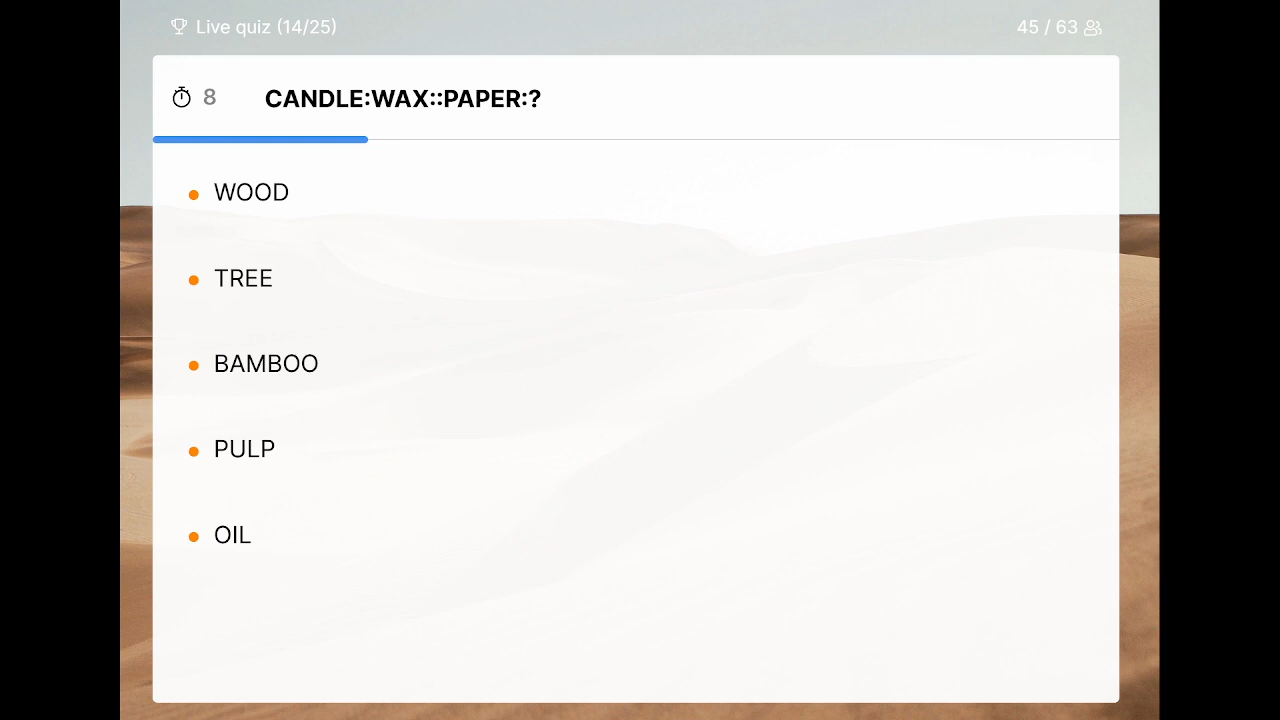 Live quiz (14/25)
45 / 63
8
CANDLE:WAX::PAPER:?
WOOD
TREE
BAMBOO
PULP
OIL